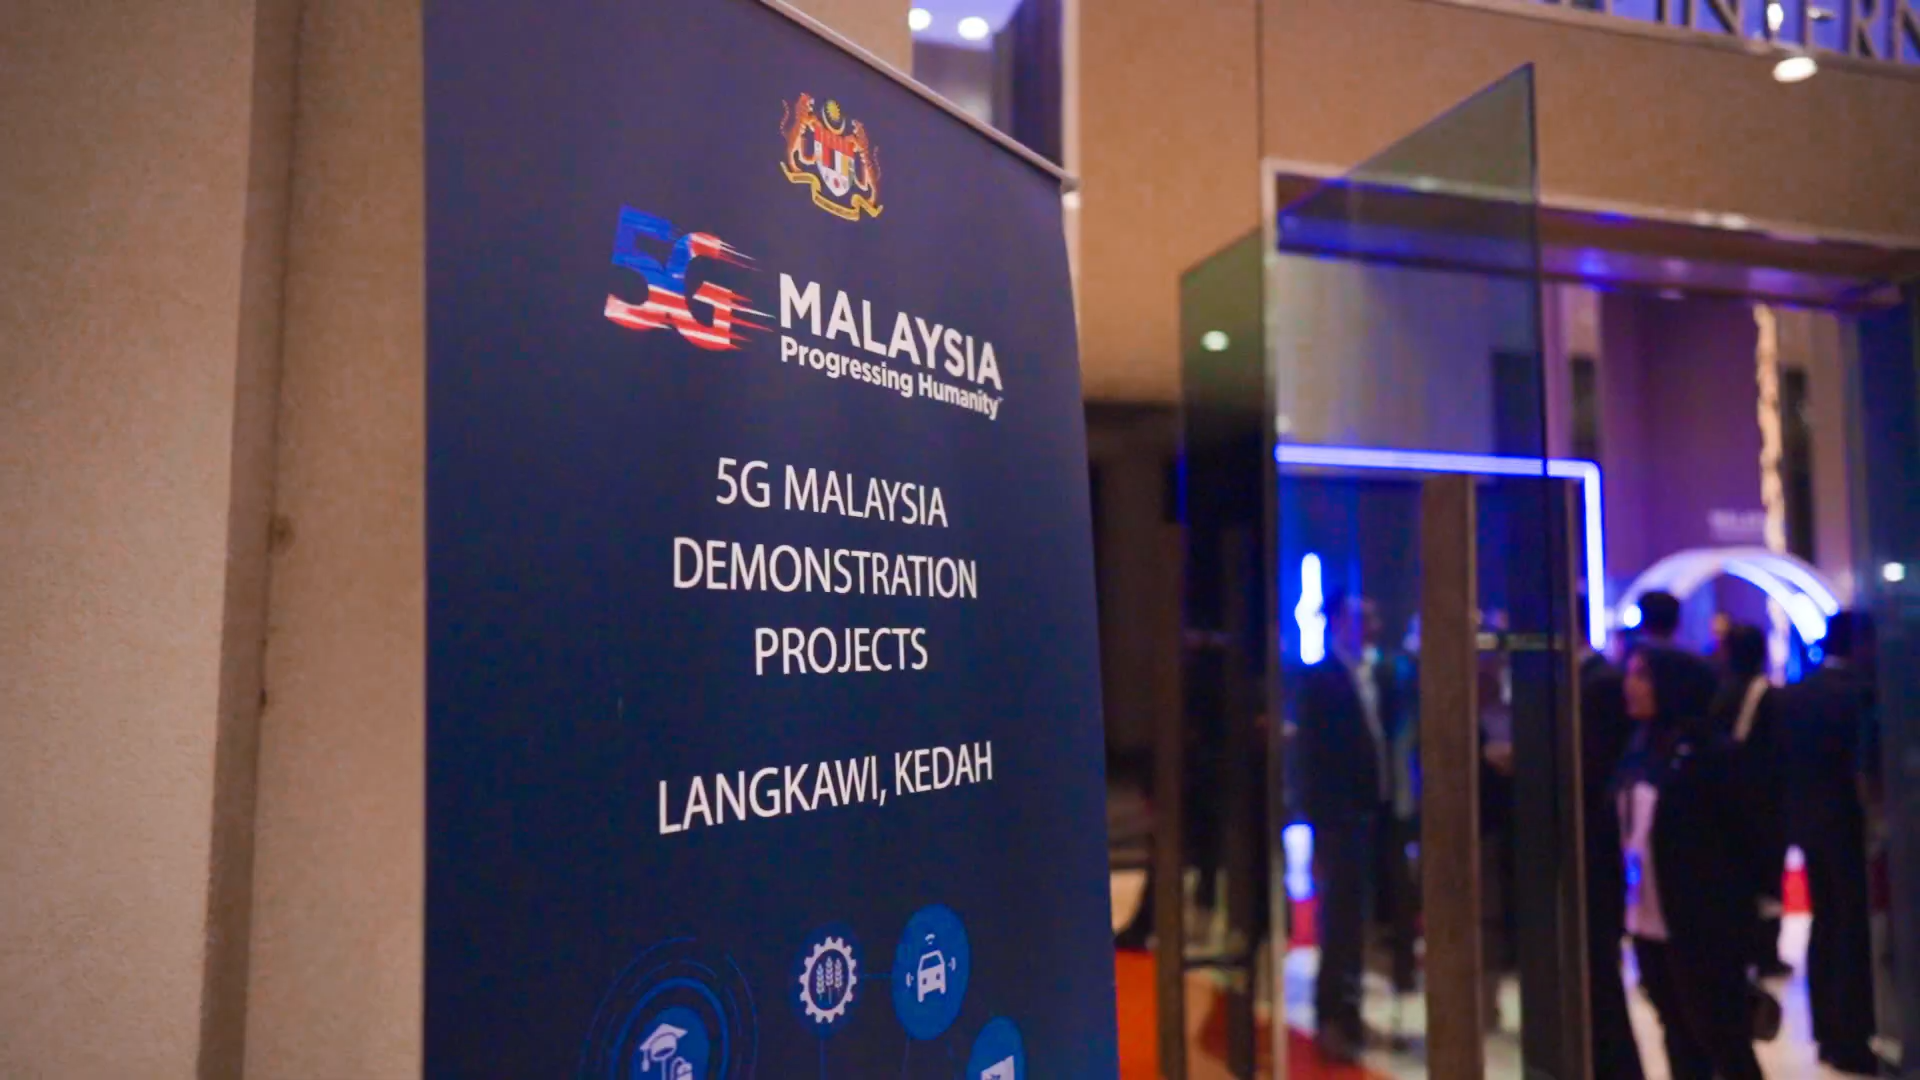 5G MALAYSIA
Progressing Humanity
5G MALAYSIA
DEMONSTRATION
PROJECTS
LANGKAWI, KEDAH